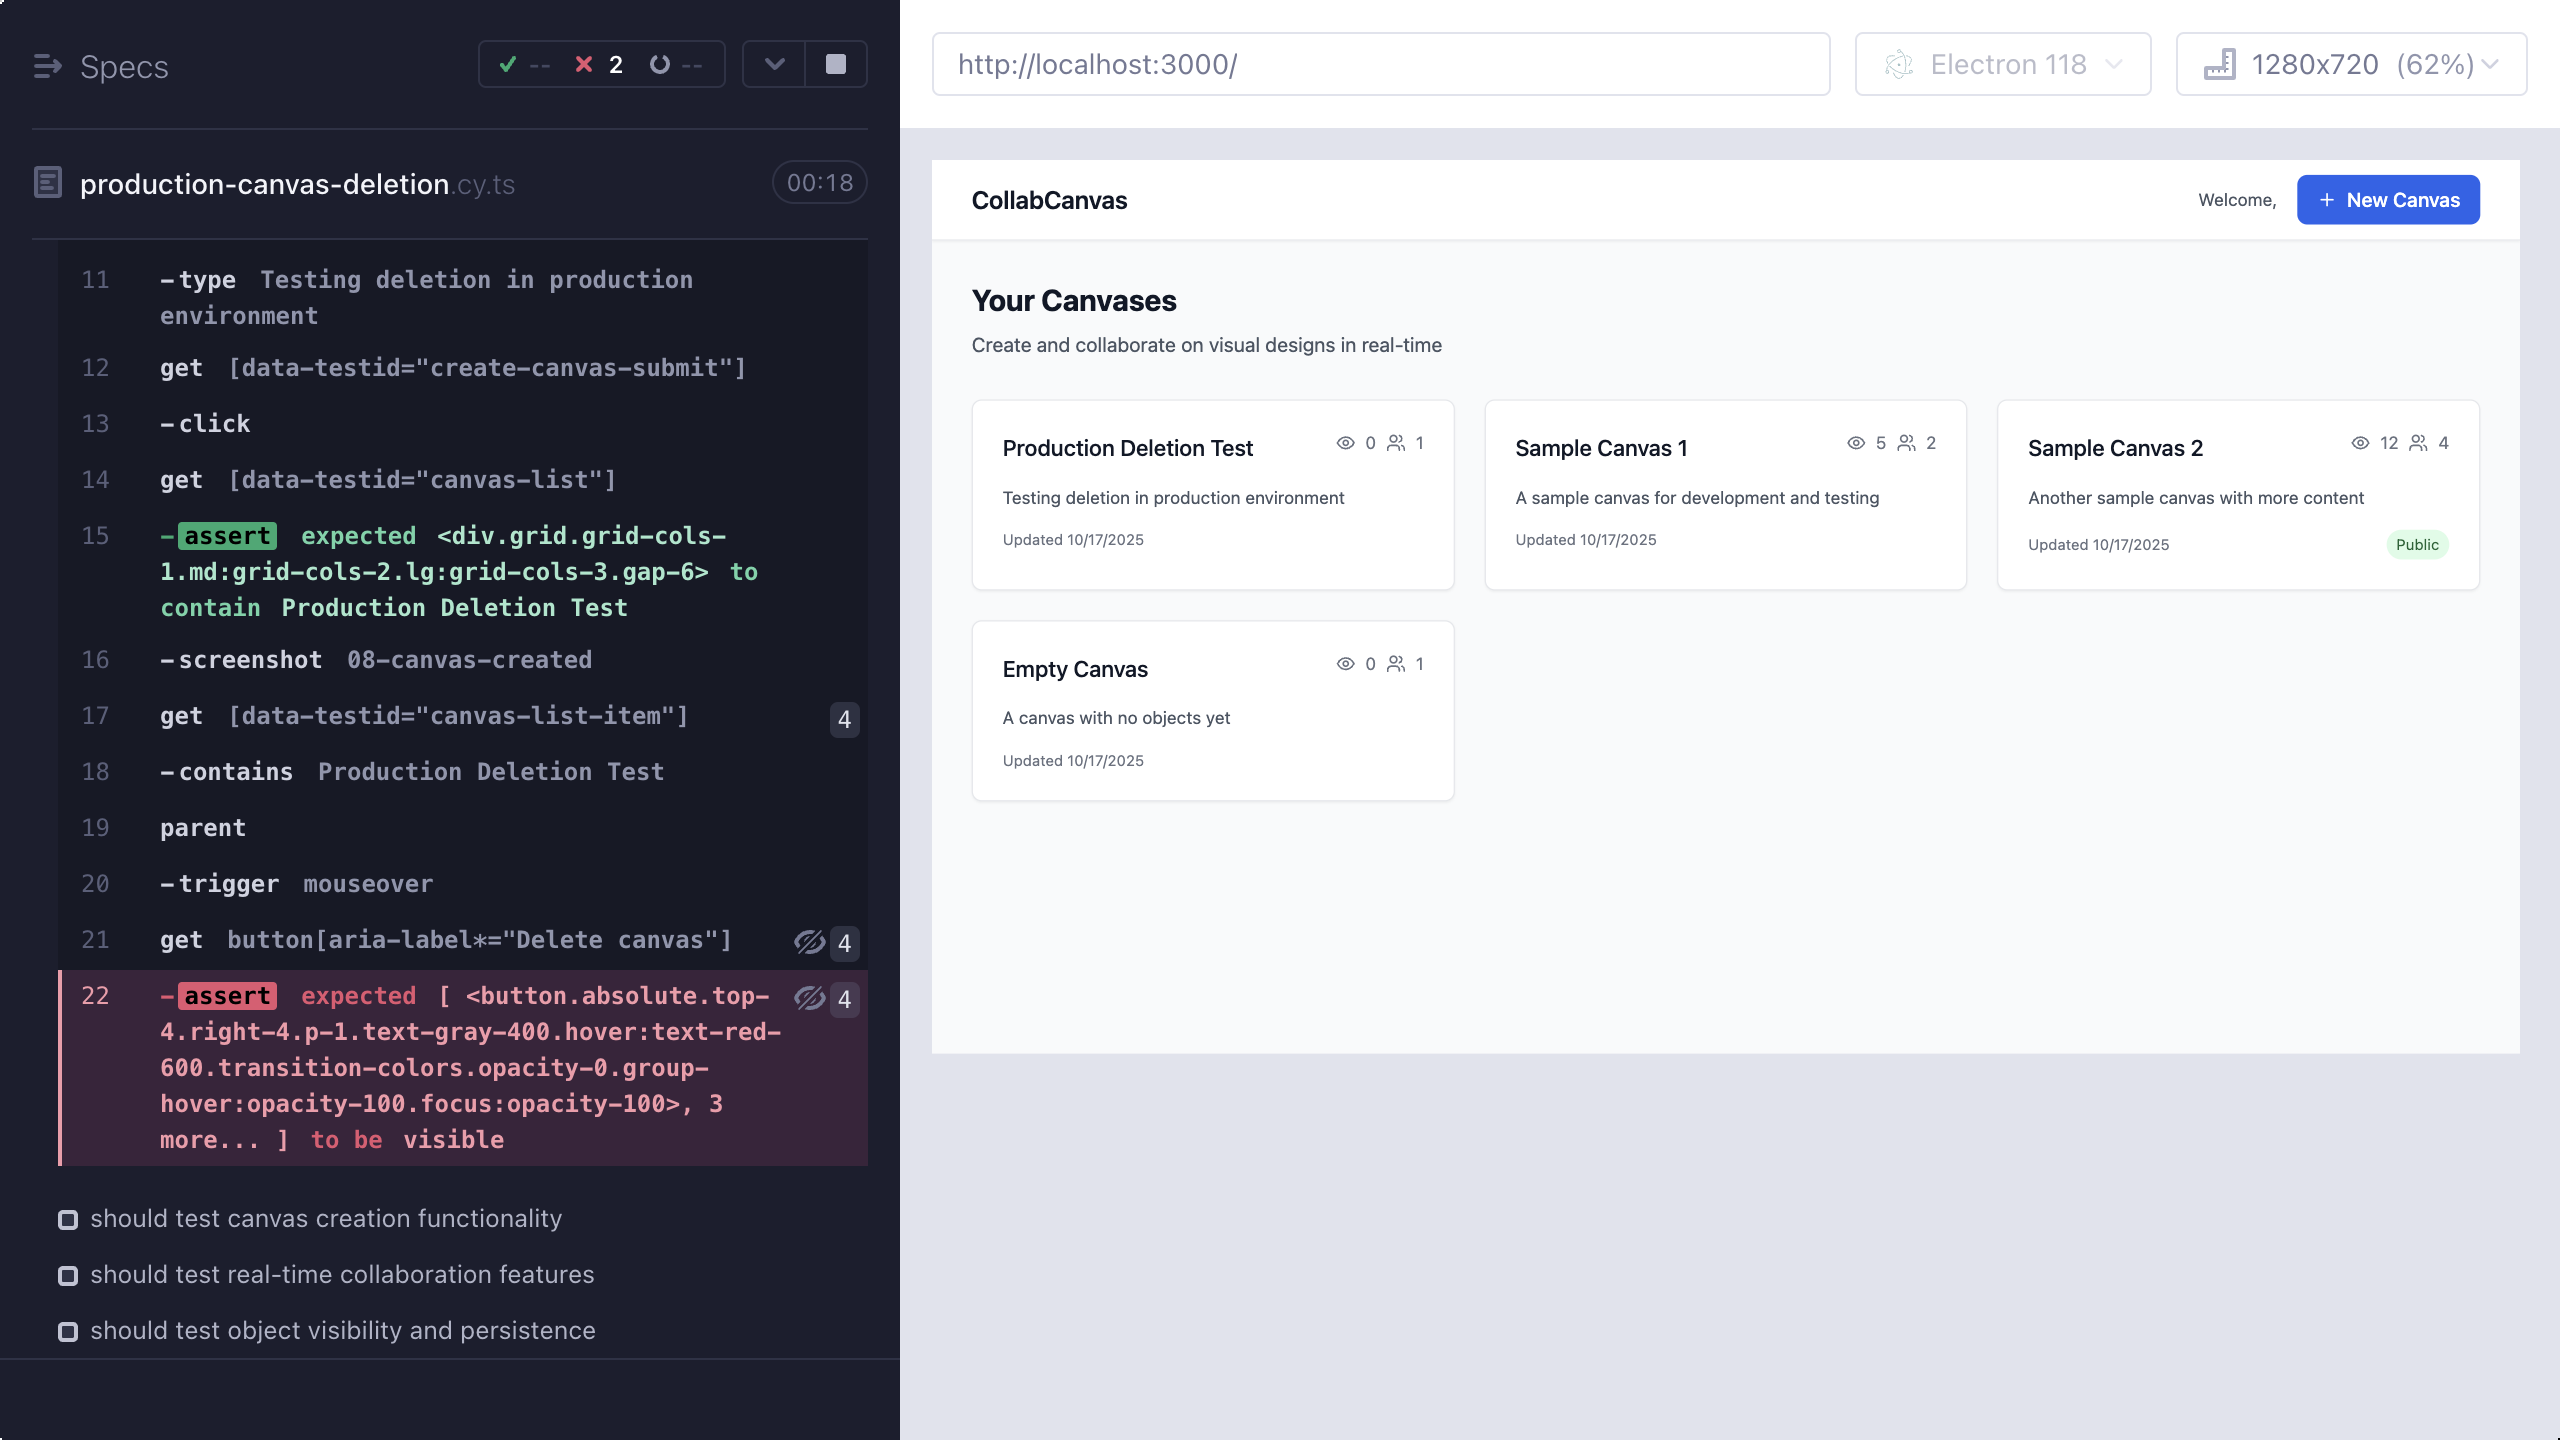 Specs
-- 2 --
production-canvas-deletion.cy.ts
00:18
11 -type Testing deletion in production
environment
12 get [data-testid="create-canvas-submit"]
13 -click
14 get [data-testid="canvas-list"]
15 -assert expected <div.grid.grid-cols-
1.md:grid-cols-2.lg:grid-cols-3.gap-6> to
contain Production Deletion Test
16 -screenshot 08-canvas-created
17 get [data-testid="canvas-list-item"] 4
18 -contains Production Deletion Test
19 parent
20 -trigger mouseover
21 get button[aria-label*="Delete canvas"] 4
22 -assert expected [ <button.absolute.top- 4
4.right-4.p-1.text-gray-400.hover:text-red-
600.transition-colors.opacity-0.group-
hover:opacity-100.focus:opacity-100>, 3
more... ] to be visible
should test canvas creation functionality
should test real-time collaboration features
should test object visibility and persistence
http://localhost:3000/
Electron 118
1280x720 (62%)
CollabCanvas
Welcome,
+ New Canvas
Your Canvases
Create and collaborate on visual designs in real-time
Production Deletion Test 0 1
Testing deletion in production environment
Updated 10/17/2025
Sample Canvas 1 5 2
A sample canvas for development and testing
Updated 10/17/2025
Sample Canvas 2 12 4
Another sample canvas with more content
Updated 10/17/2025 Public
Empty Canvas 0 1
A canvas with no objects yet
Updated 10/17/2025